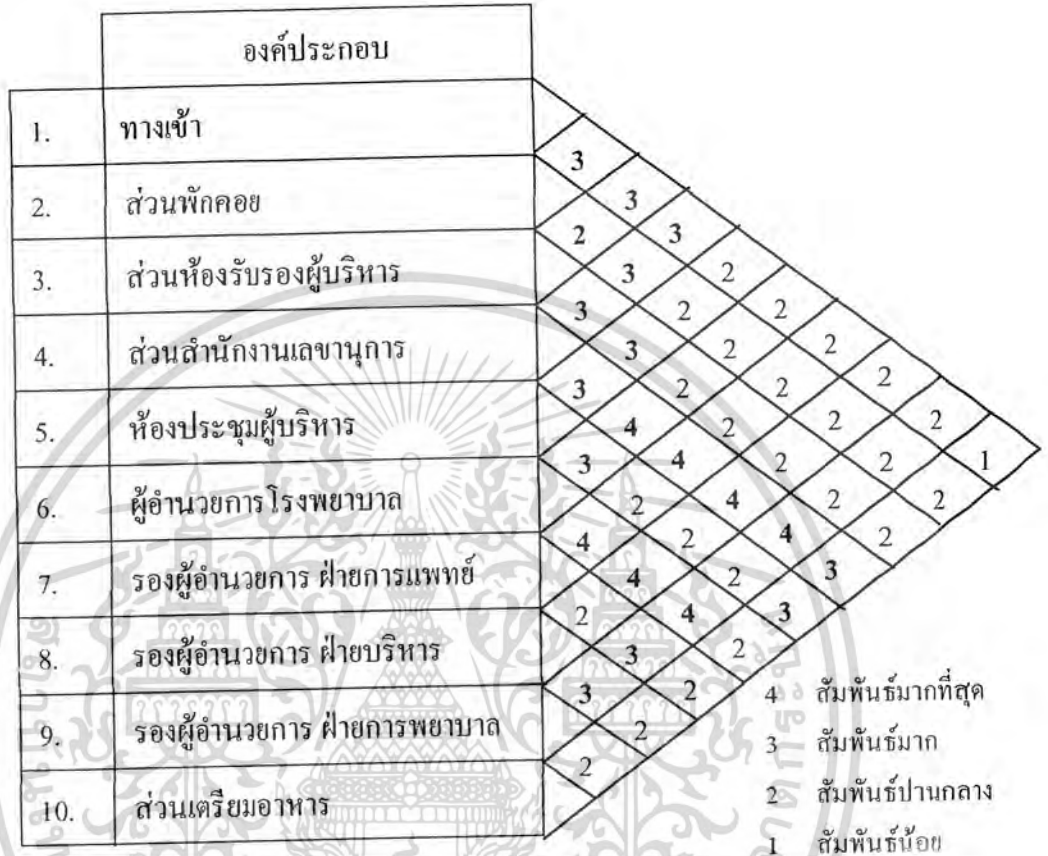 องค์ประกอบ
1. ทางเข้า
3
3
2. ส่วนพักคอย
2 3
3 2
3. ส่วนห้องรับรองผู้บริหาร
3 2 2
4. ส่วนสำนักงานเลขานุการ
3 2 2
3 2 2 2
5. ห้องประชุมผู้บริหาร
4 2 2 2
3 4 2 2 1
6. ผู้อำนวยการโรงพยาบาล
2 4 2 2
4 2 4 2
7. รองผู้อำนวยการ ฝ่ายการแพทย์
4 2 3
2 4 3
8. รองผู้อำนวยการ ฝ่ายบริหาร
3 2
3 2
9. รองผู้อำนวยการ ฝ่ายการพยาบาล
2
2
10. ส่วนเตรียมอาหาร
4 สัมพันธ์มากที่สุด
3 สัมพันธ์มาก
2 สัมพันธ์ปานกลาง
1 สัมพันธ์น้อย